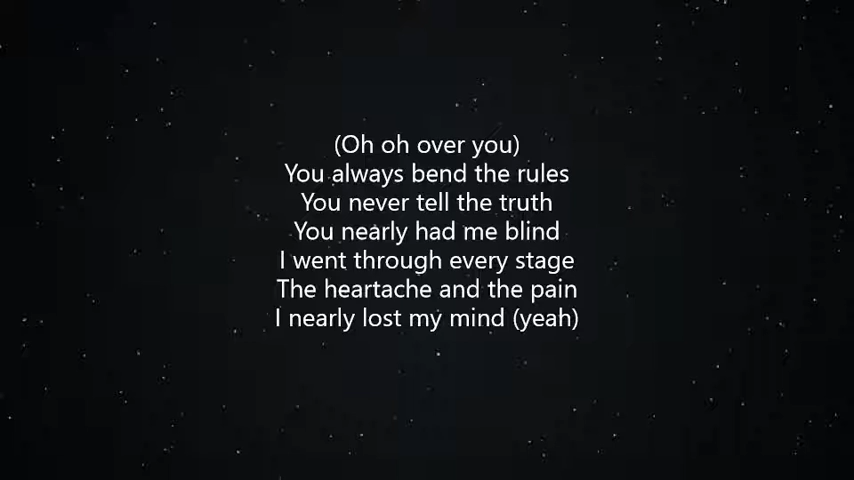 (Oh oh over you)
You always bend the rules
You never tell the truth
You nearly had me blind
I went through every stage
The heartache and the pain
I nearly lost my mind (yeah)